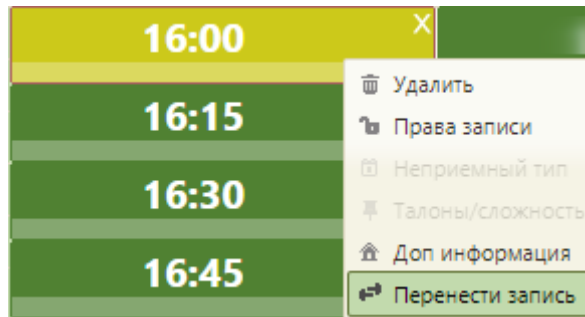 16:00 X
16:15
16:30
16:45
Удалить
Права записи
Неприемный тип
Талоны/сложность
Доп информация
Перенести запись